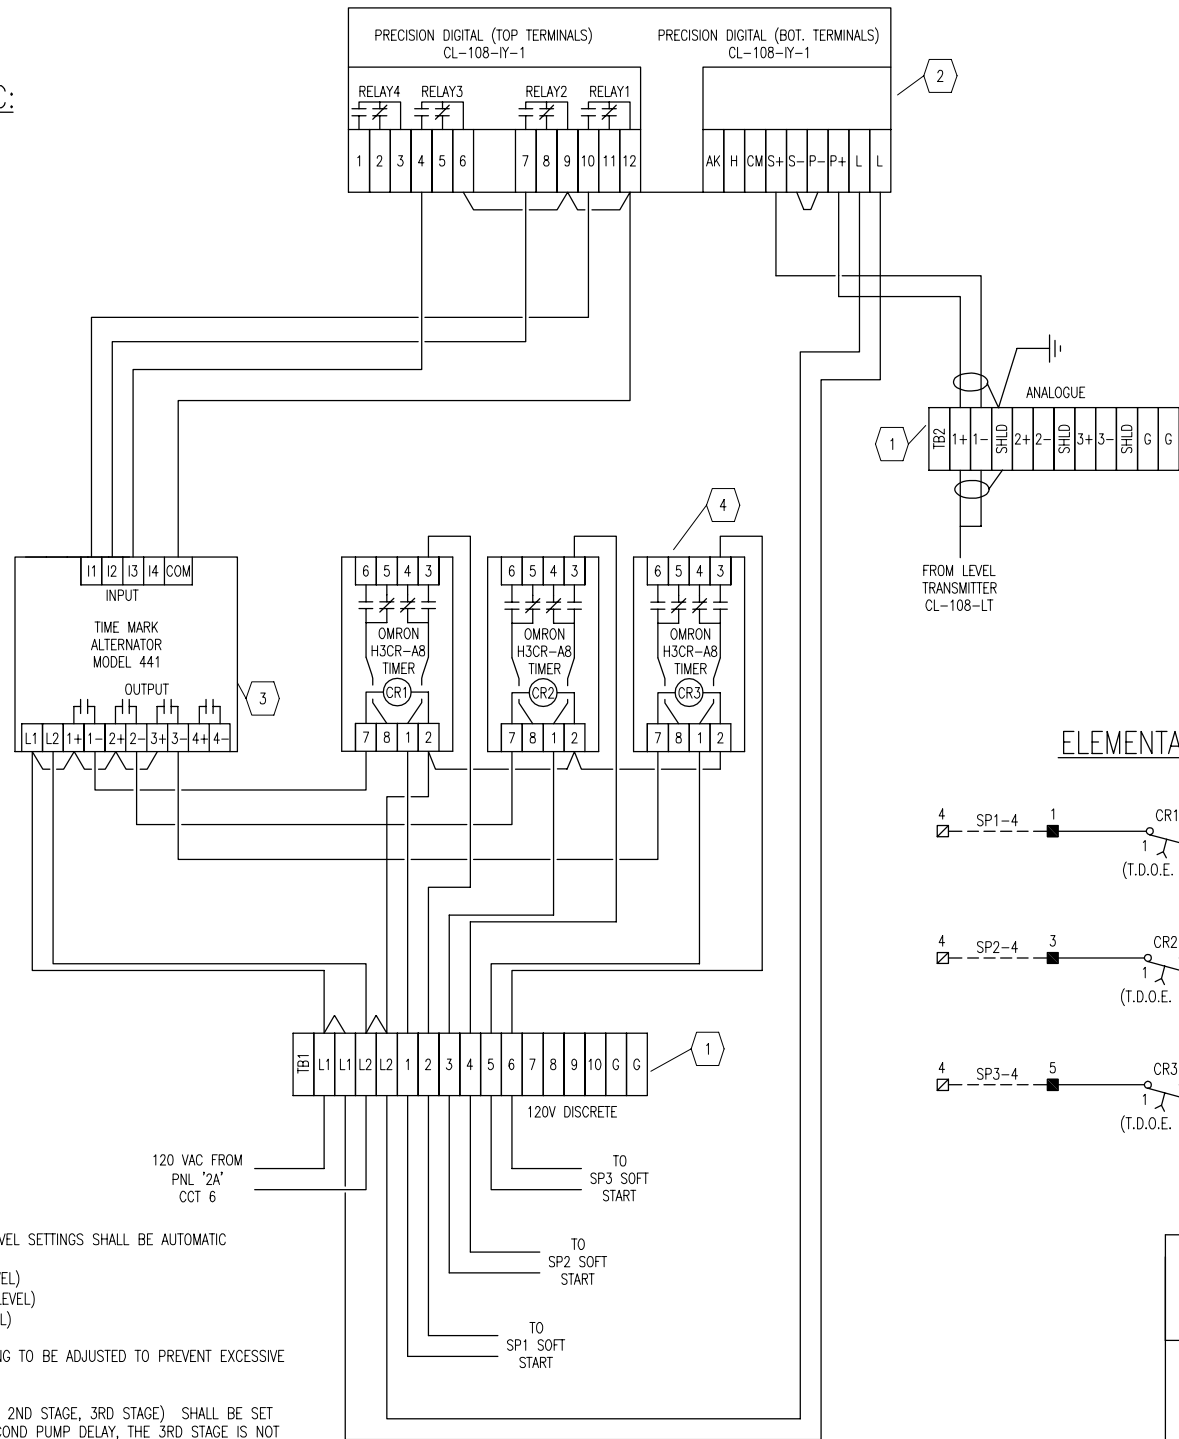 PRECISION DIGITAL (TOP TERMINALS)
CL-108-IY-1
PRECISION DIGITAL (BOT. TERMINALS)
CL-108-IY-1
2
RELAY4 RELAY3 RELAY2 RELAY1
1 2 3 4 5 6 7 8 9 10 11 12
AK H CM S+ S- P- P+ L L
ANALOGUE
1
TB2 1+ 1- SHLD 2+ 2- SHLD 3+ 3- SHLD G G
FROM LEVEL
TRANSMITTER
CL-108-LT
4
I1 I2 I3 I4 COM
INPUT
TIME MARK
ALTERNATOR
MODEL 441
OUTPUT
3
L1 L2 1+ 1- 2+ 2- 3+ 3- 4+ 4-
6 5 4 3
OMRON
H3CR-A8
TIMER
CR1
7 8 1 2
6 5 4 3
OMRON
H3CR-A8
TIMER
CR2
7 8 1 2
6 5 4 3
OMRON
H3CR-A8
TIMER
CR3
7 8 1 2
ELEMENTA
4 SP1-4 1 CR1
1
(T.D.O.E.
4 SP2-4 3 CR2
1
(T.D.O.E.
4 SP3-4 5 CR3
1
(T.D.O.E.
TB1 L1 L1 L2 L2 1 2 3 4 5 6 7 8 9 10 G G
1
120V DISCRETE
120 VAC FROM
PNL '2A'
CCT 6
TO
SP3 SOFT
START
TO
SP2 SOFT
START
TO
SP1 SOFT
START
VEL SETTINGS SHALL BE AUTOMATIC
VEL)
LEVEL)
L)
NG TO BE ADJUSTED TO PREVENT EXCESSIVE
2ND STAGE, 3RD STAGE) SHALL BE SET
COND PUMP DELAY, THE 3RD STAGE IS NOT